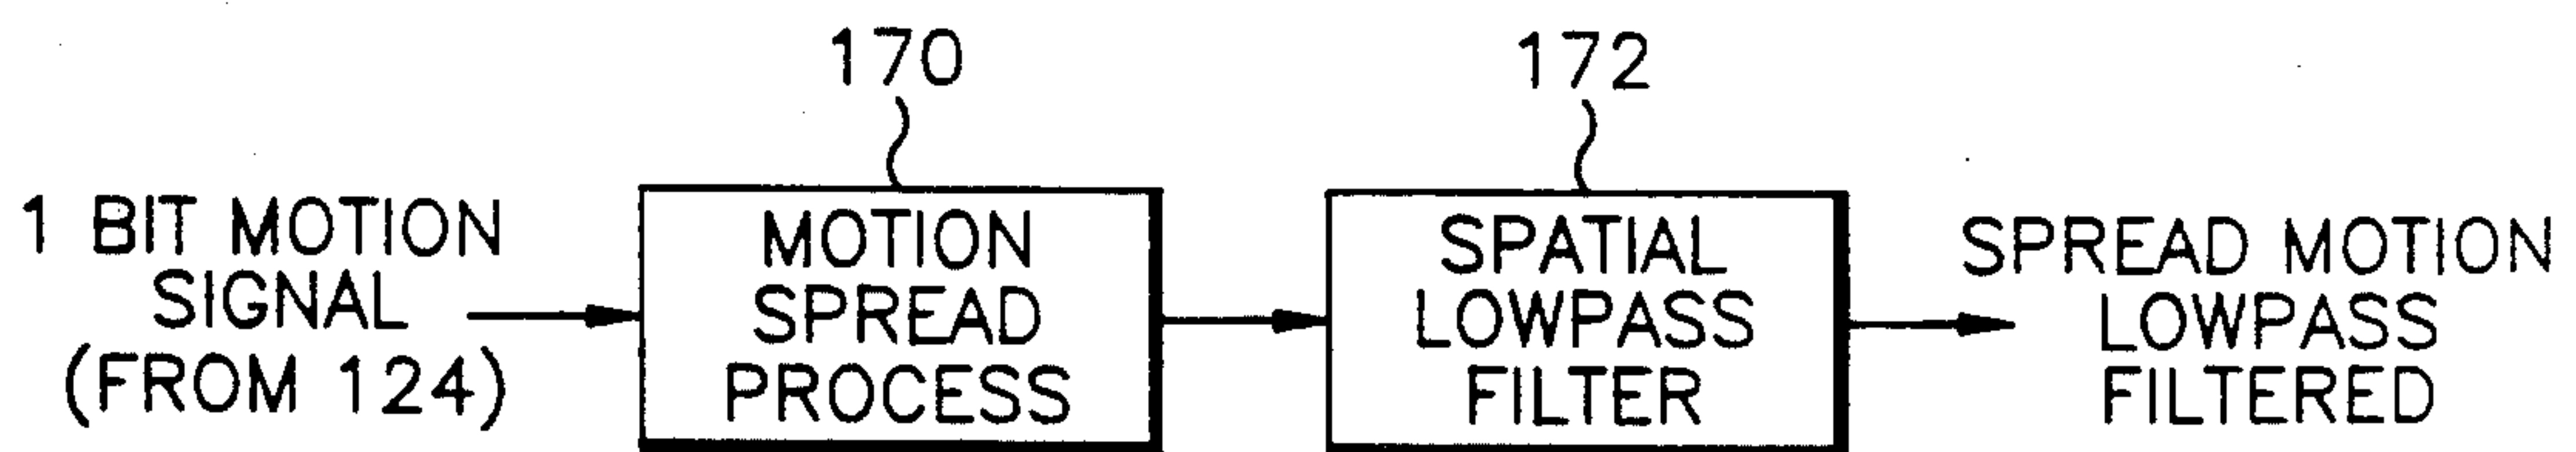 170
172
1 BIT MOTION
SIGNAL
(FROM 124)
MOTION
SPREAD
PROCESS
SPATIAL
LOWPASS
FILTER
SPREAD MOTION
LOWPASS
FILTERED